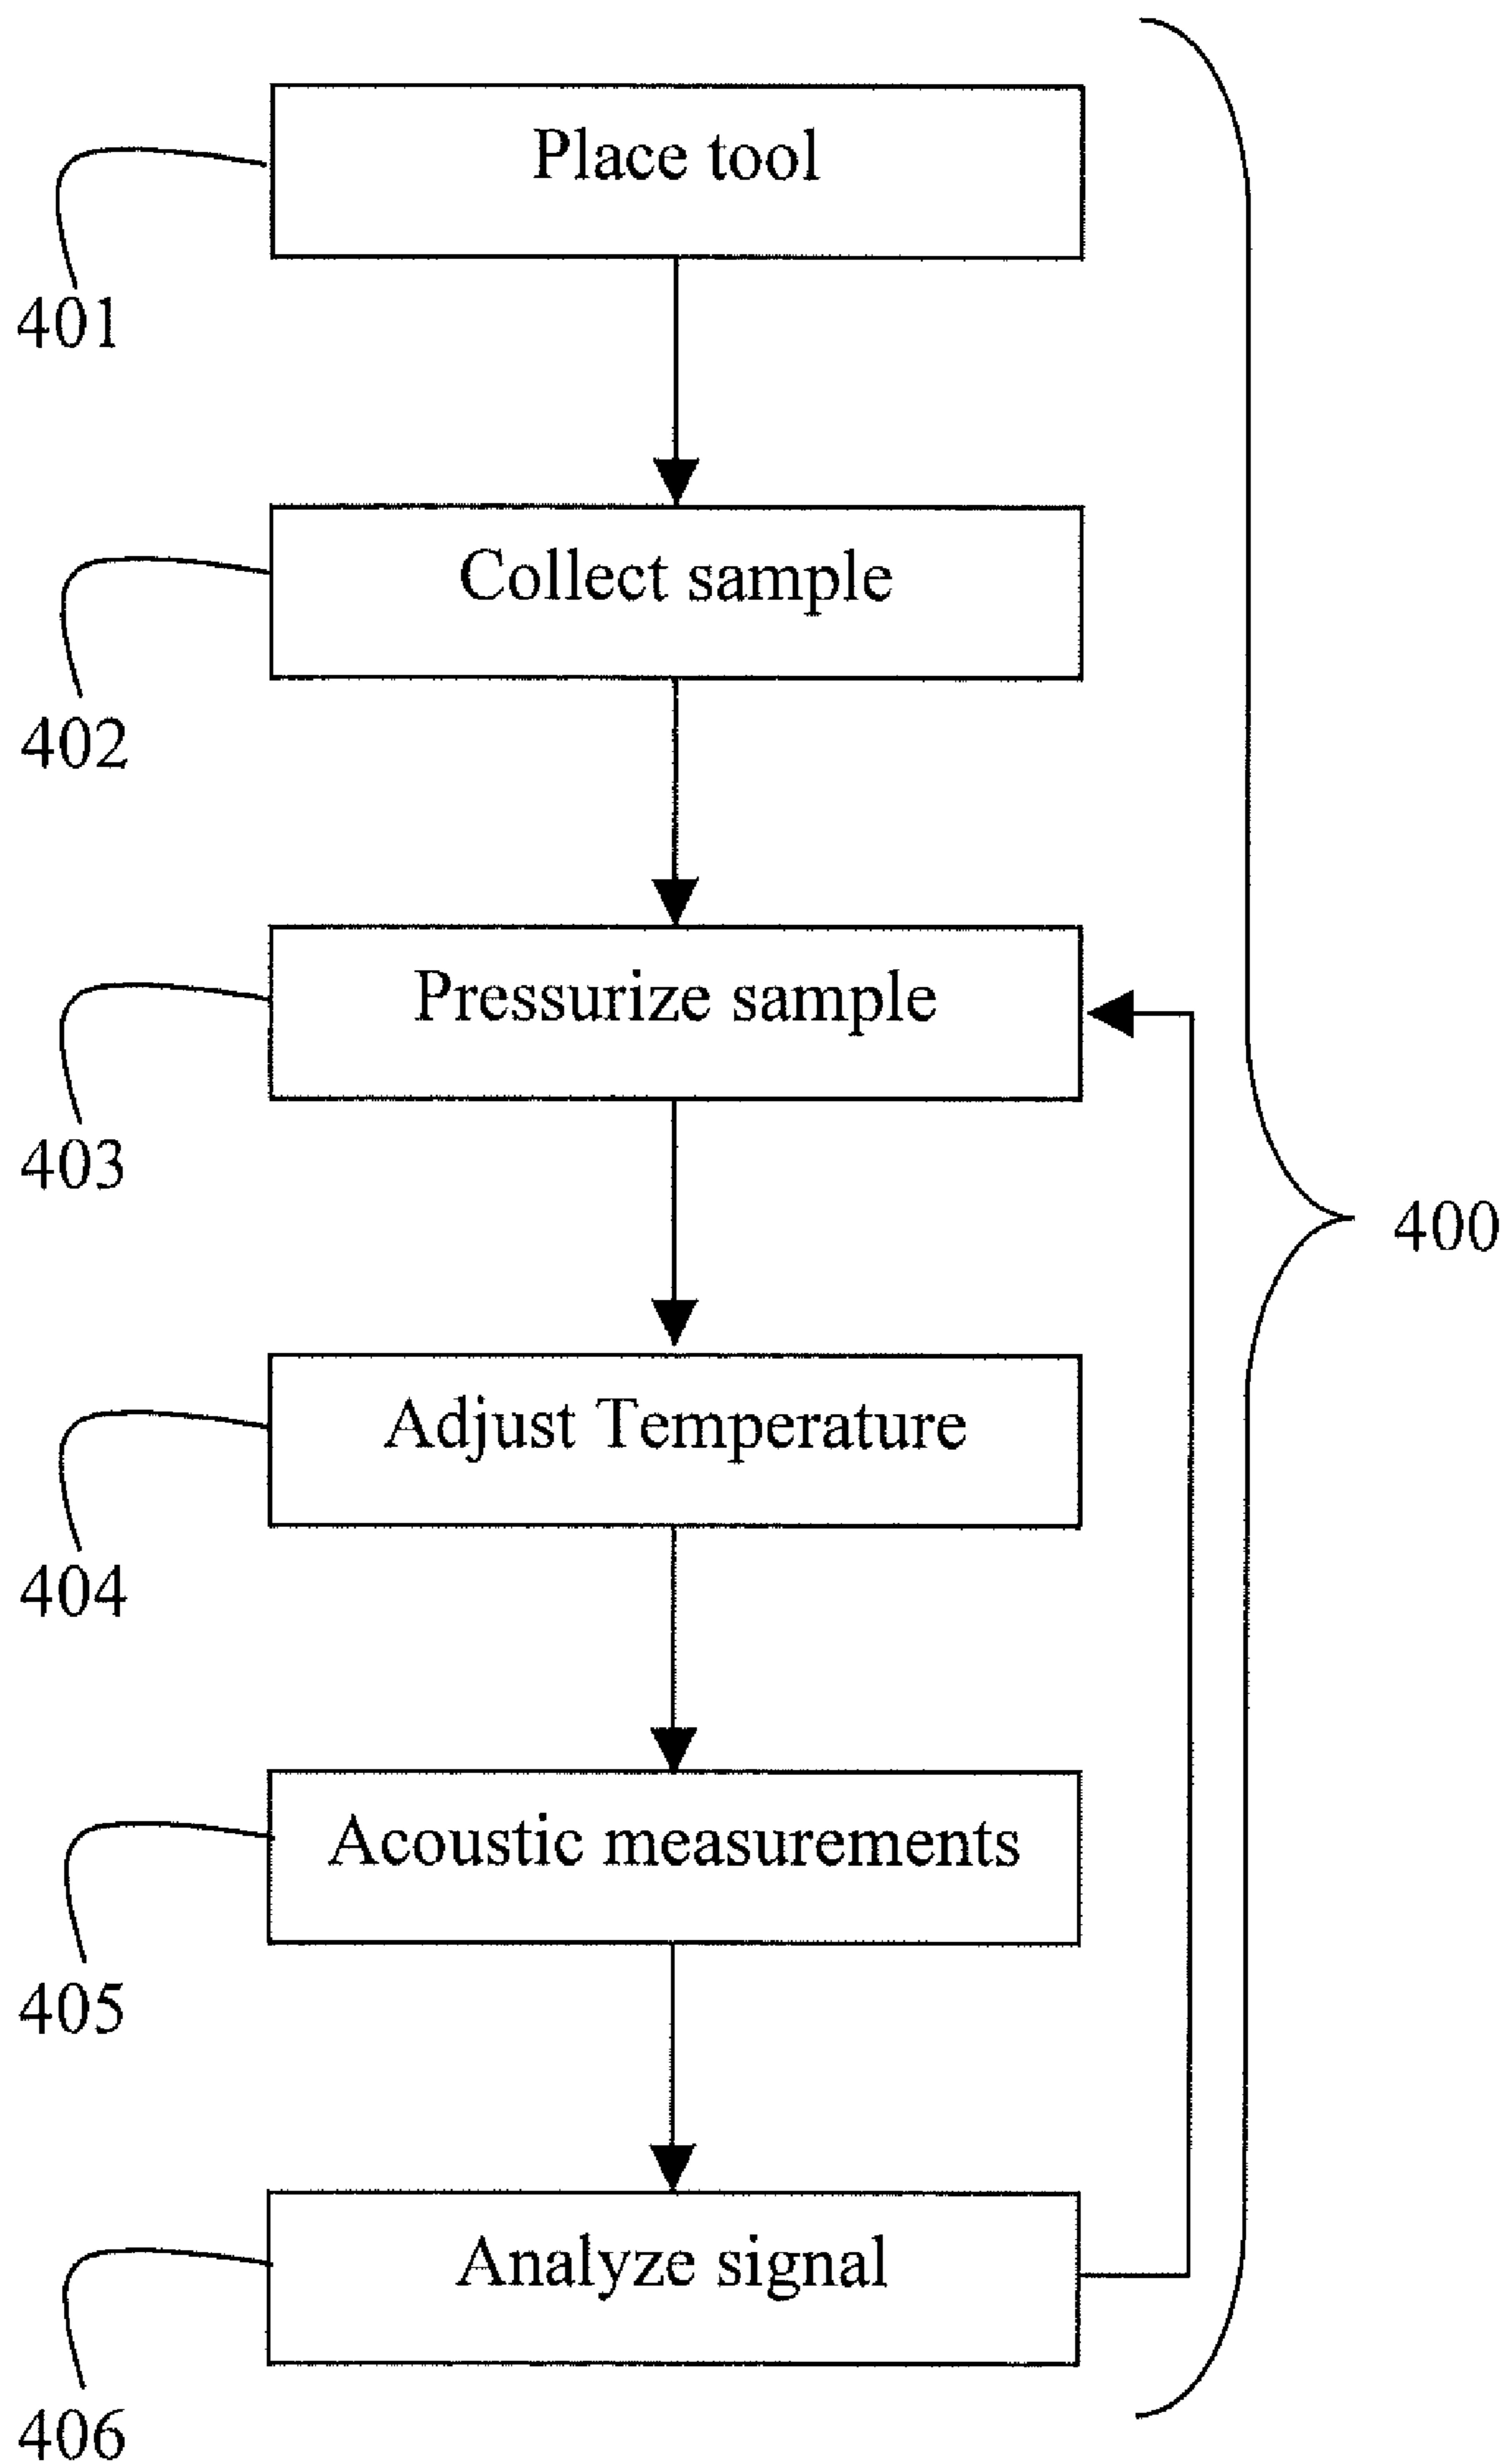 Place tool
401
Collect sample
402
Pressurize sample
403
400
Adjust Temperature
404
Acoustic measurements
405
Analyze signal
406